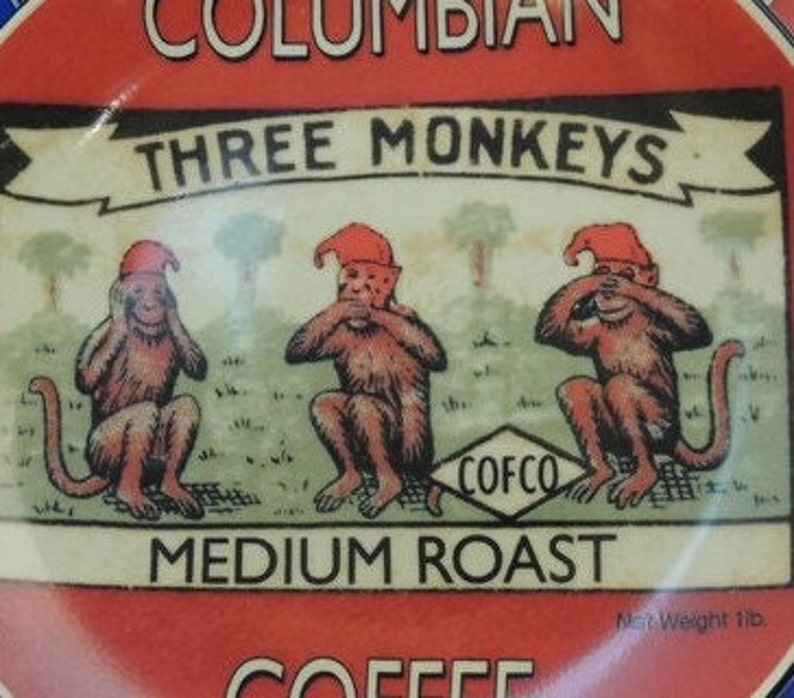 COLUMBIAN
THREE MONKEYS
COFCO
MEDIUM ROAST
Net Weight 1lb.
COFFEE